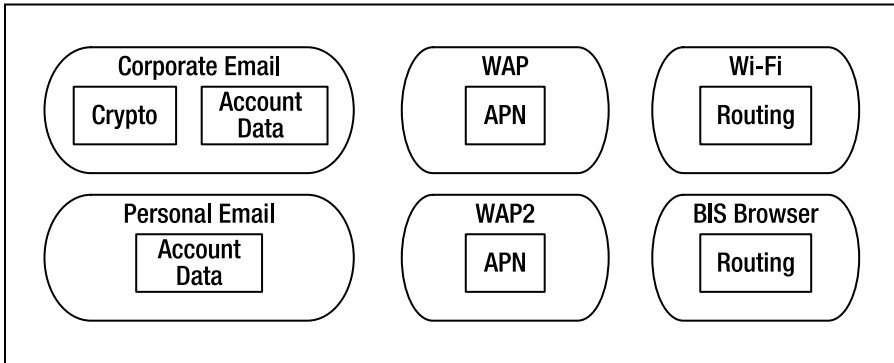 Corporate Email
Crypto
Account
Data
WAP
APN
Wi-Fi
Routing
Personal Email
Account
Data
WAP2
APN
BIS Browser
Routing